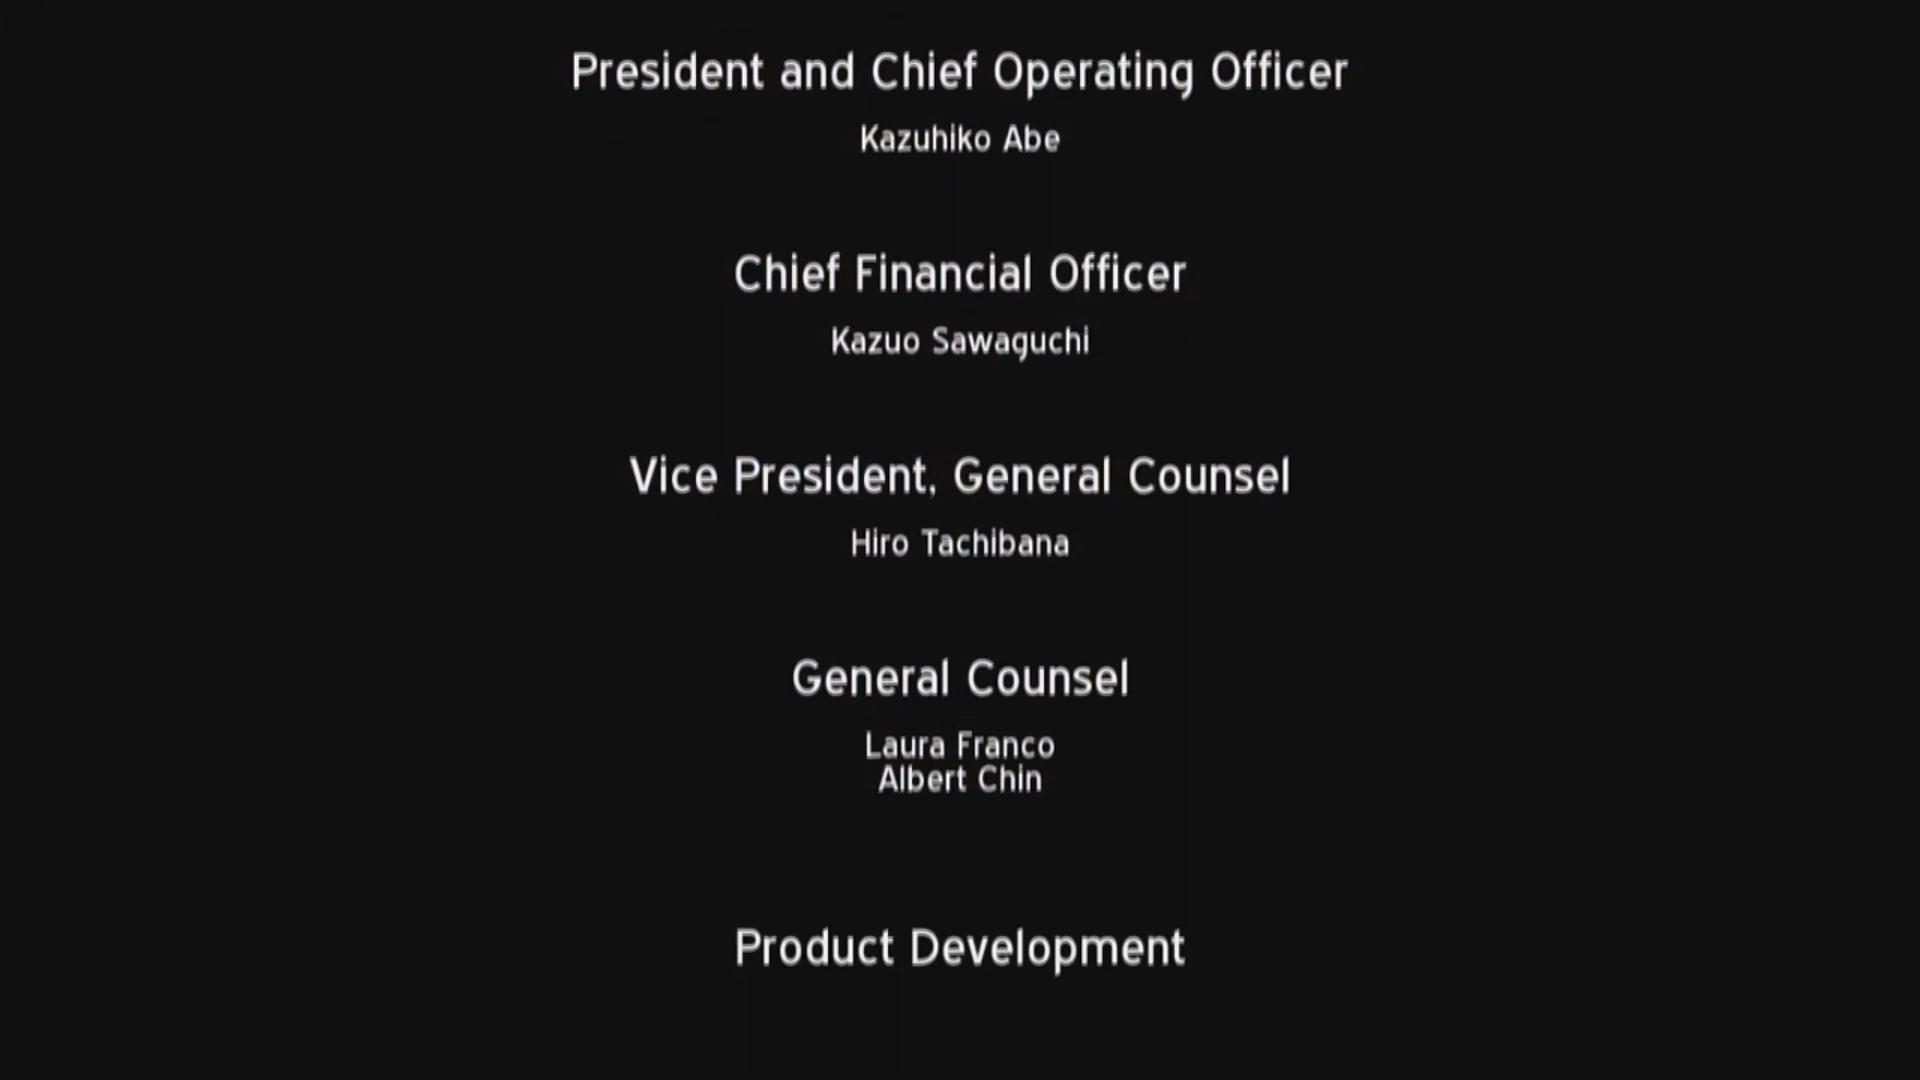 President and Chief Operating Officer
Kazuhiko Abe
Chief Financial Officer
Kazuo Sawaguchi
Vice President, General Counsel
Hiro Tachibana
General Counsel
Laura Franco
Albert Chin
Product Development